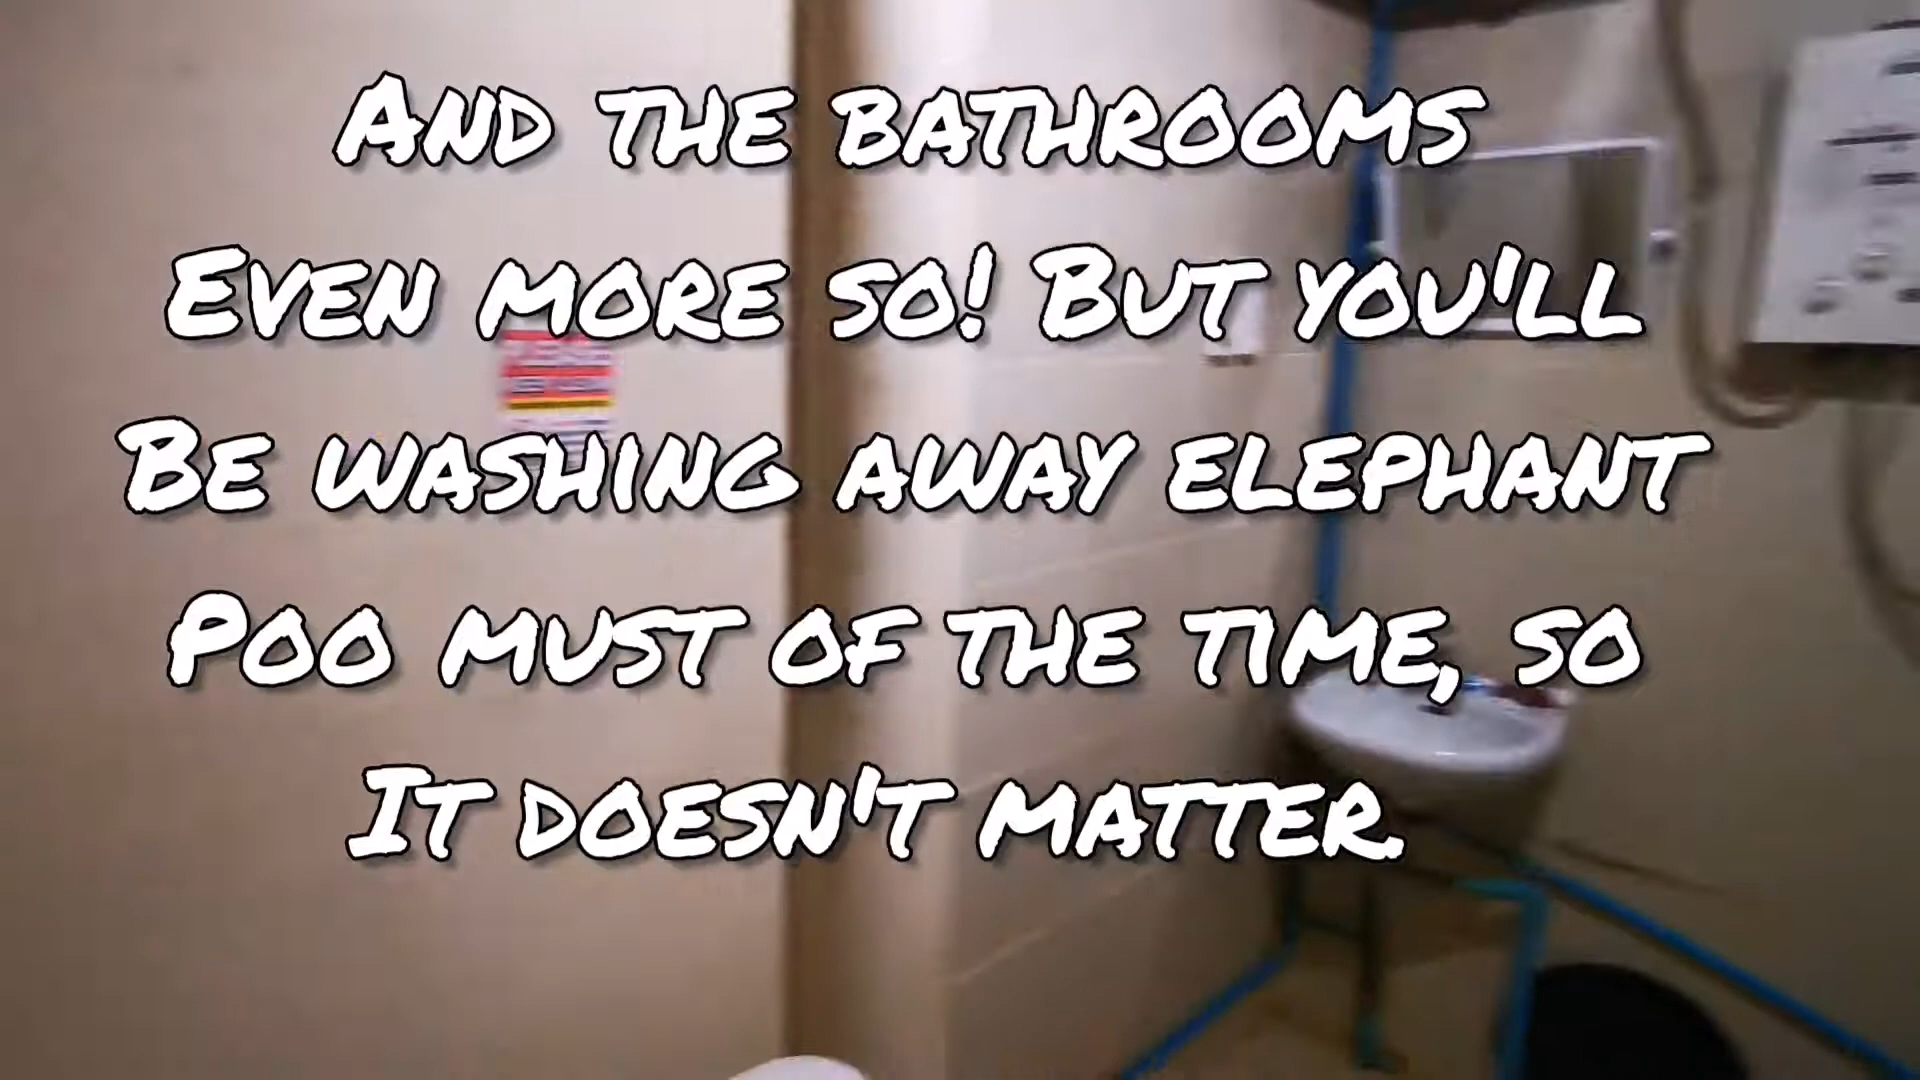 And the bathrooms
Even more so! But you'll
Be washing away elephant
Poo must of the time, so
It doesn't matter.